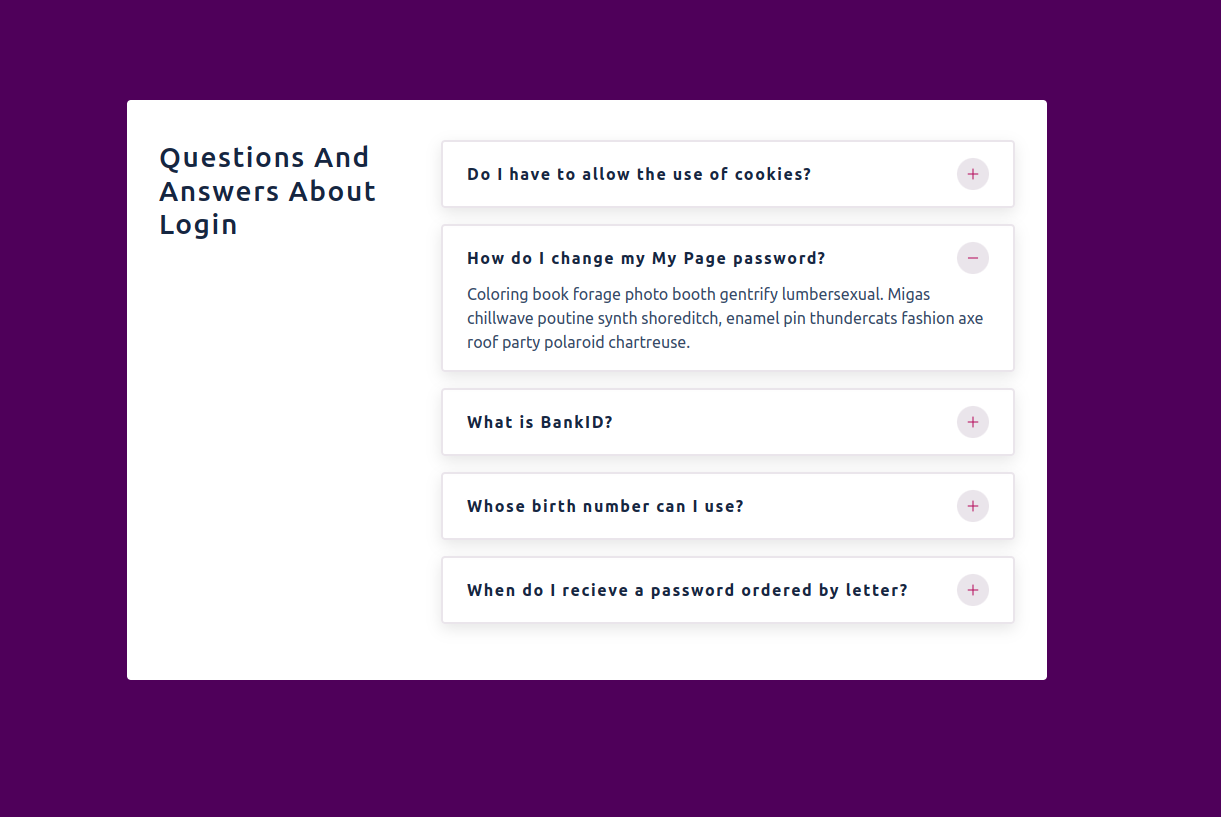 Questions And
Answers About
Login
Do I have to allow the use of cookies?
How do I change my My Page password?
Coloring book forage photo booth gentrify lumbersexual. Migas
chillwave poutine synth shoreditch, enamel pin thundercats fashion axe
roof party polaroid chartreuse.
What is BankID?
Whose birth number can I use?
When do I recieve a password ordered by letter?